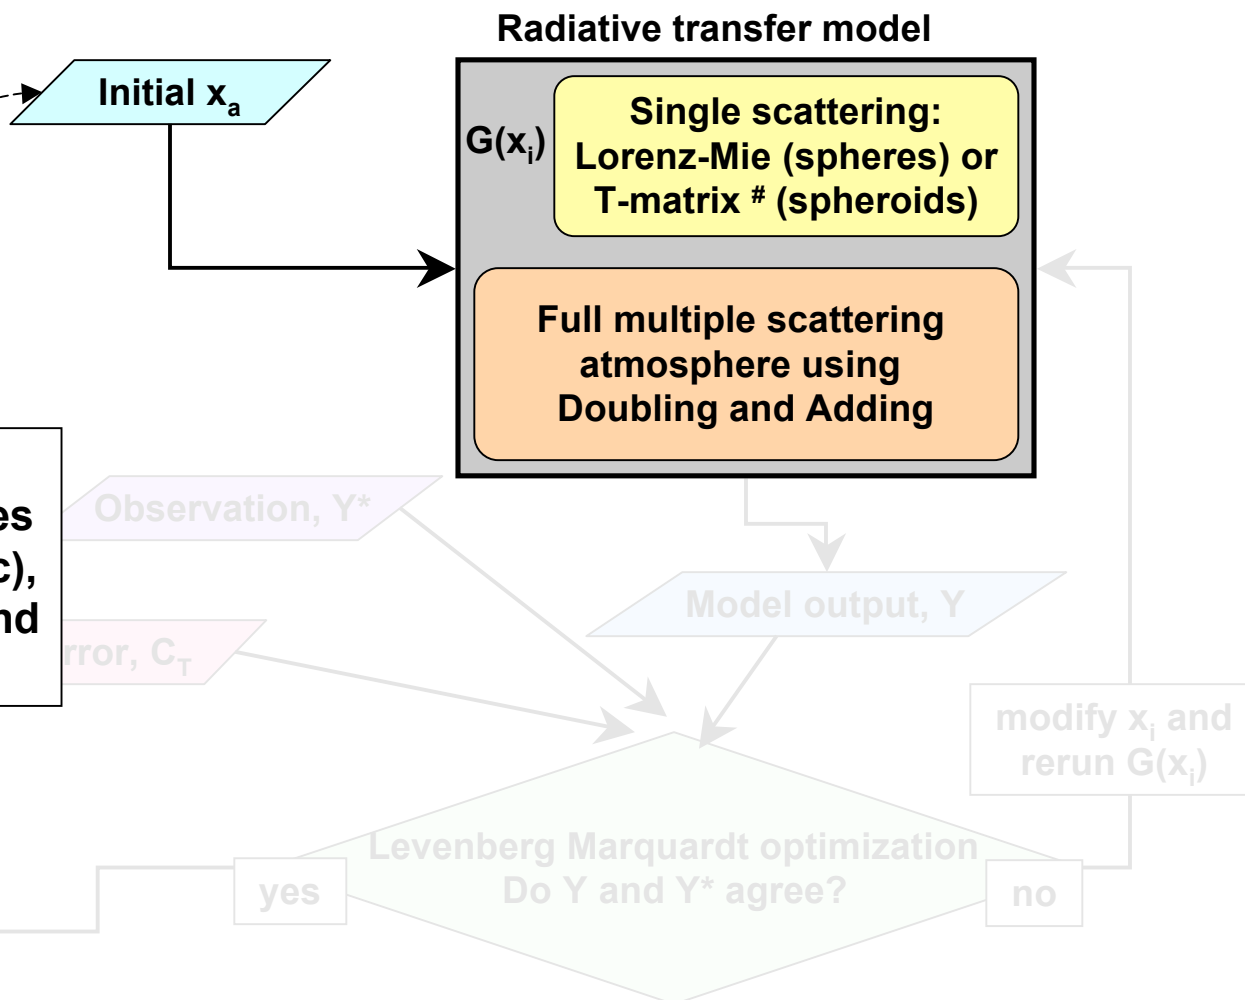 Radiative transfer model
Initial xₐ
G(xᵢ)
Single scattering:
Lorenz-Mie (spheres) or
T-matrix # (spheroids)
Full multiple scattering
atmosphere using
Doubling and Adding
es
c),
nd
Observation, Y*
Model output, Y
rror, C_T
modify xᵢ and
rerun G(xᵢ)
Levenberg Marquardt optimization
Do Y and Y* agree?
yes
no